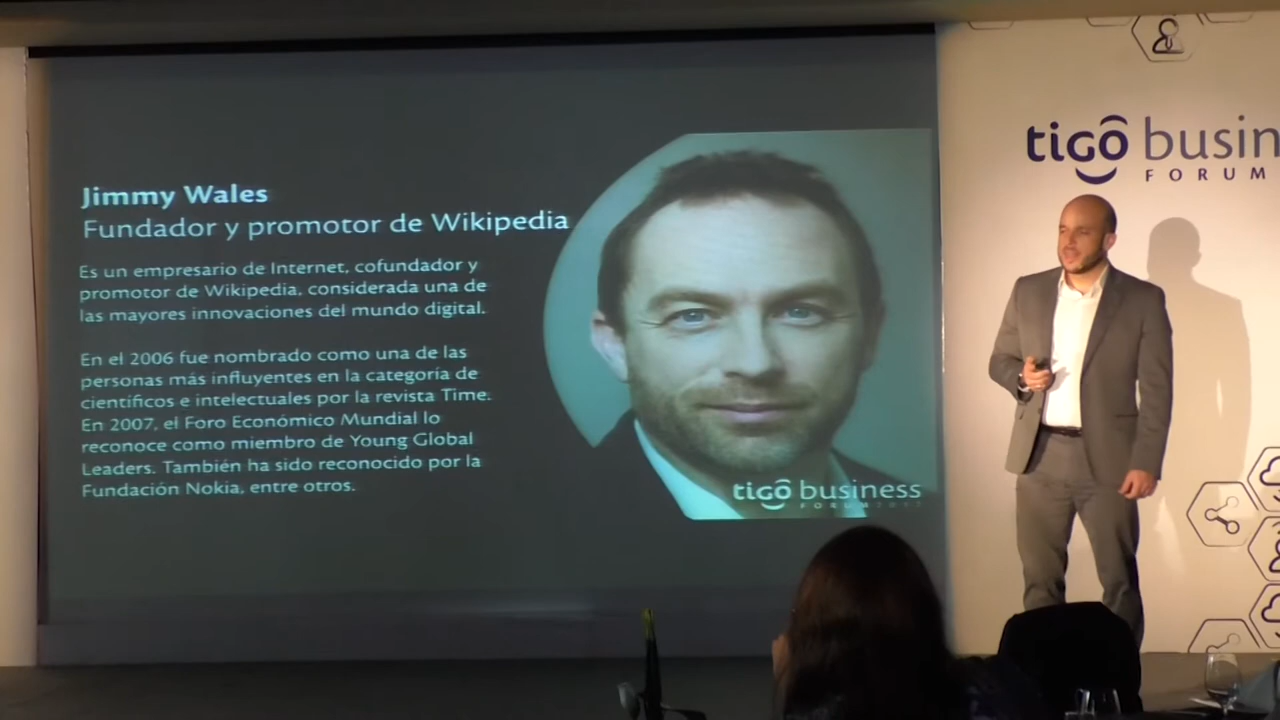 Jimmy Wales
Fundador y promotor de Wikipedia
Es un empresario de Internet, cofundador y
promotor de Wikipedia, considerada una de
las mayores innovaciones del mundo digital.
En el 2006 fue nombrado como una de las
personas más influyentes en la categoría de
científicos e intelectuales por la revista Time.
En 2007, el Foro Económico Mundial lo
reconoce como miembro de Young Global
Leaders. También ha sido reconocido por la
Fundación Nokia, entre otros.
tigo business
FORUM
tigo busin
FORUM